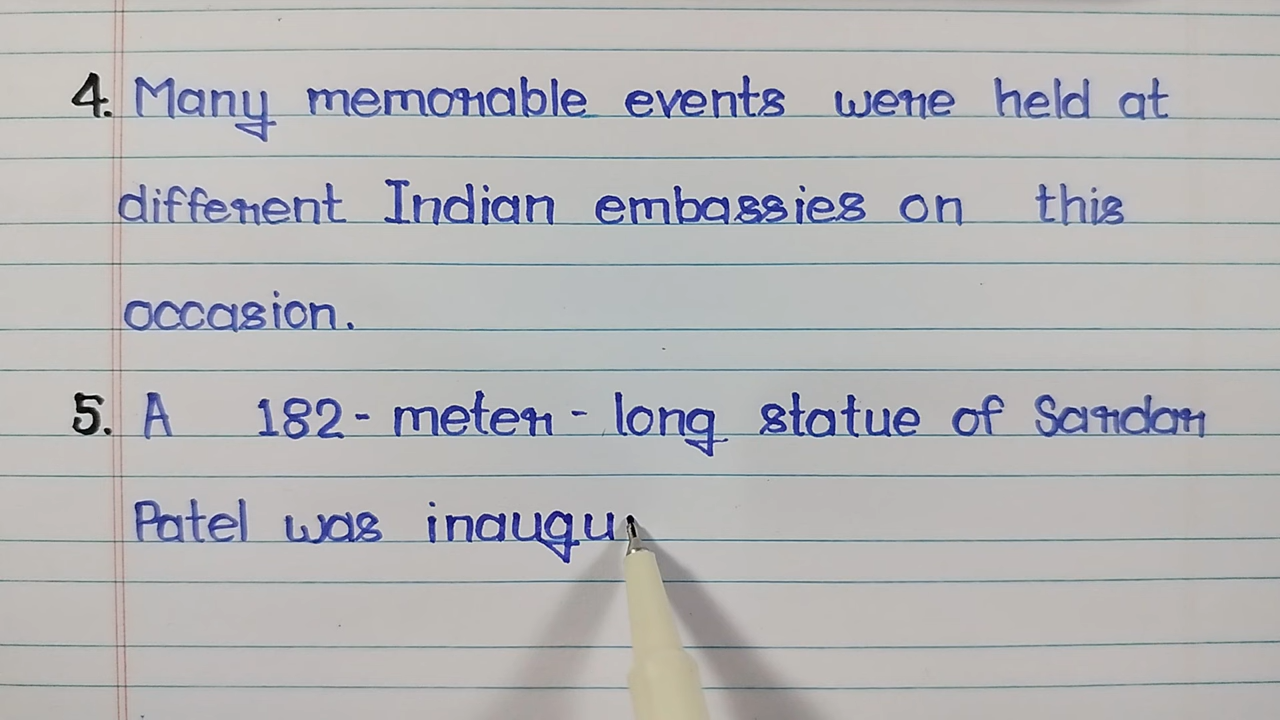 4. Many memorable events were held at
different Indian embassies on this
occasion.
5. A 182-meter-long statue of Sardar
Patel was inaugu